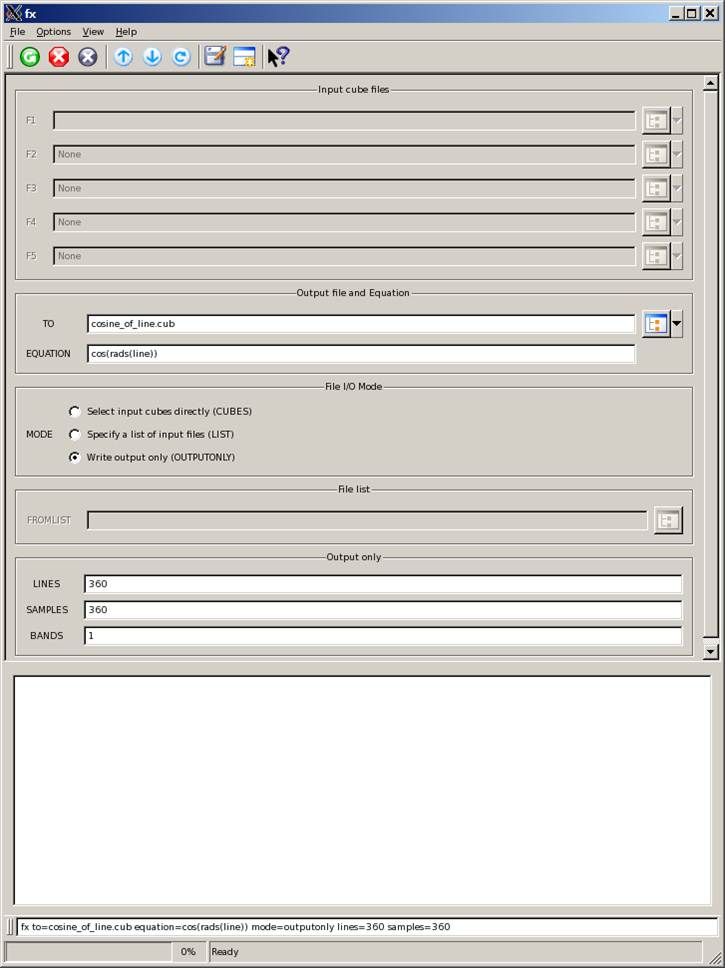 fx
File Options View Help
Input cube files
F1
F2 None
F3 None
F4 None
F5 None
Output file and Equation
TO cosine_of_line.cub
EQUATION cos(rads(line))
File I/O Mode
Select input cubes directly (CUBES)
MODE Specify a list of input files (LIST)
Write output only (OUTPUTONLY)
File list
FROMLIST
Output only
LINES 360
SAMPLES 360
BANDS 1
fx to=cosine_of_line.cub equation=cos(rads(line)) mode=outputonly lines=360 samples=360
0% Ready